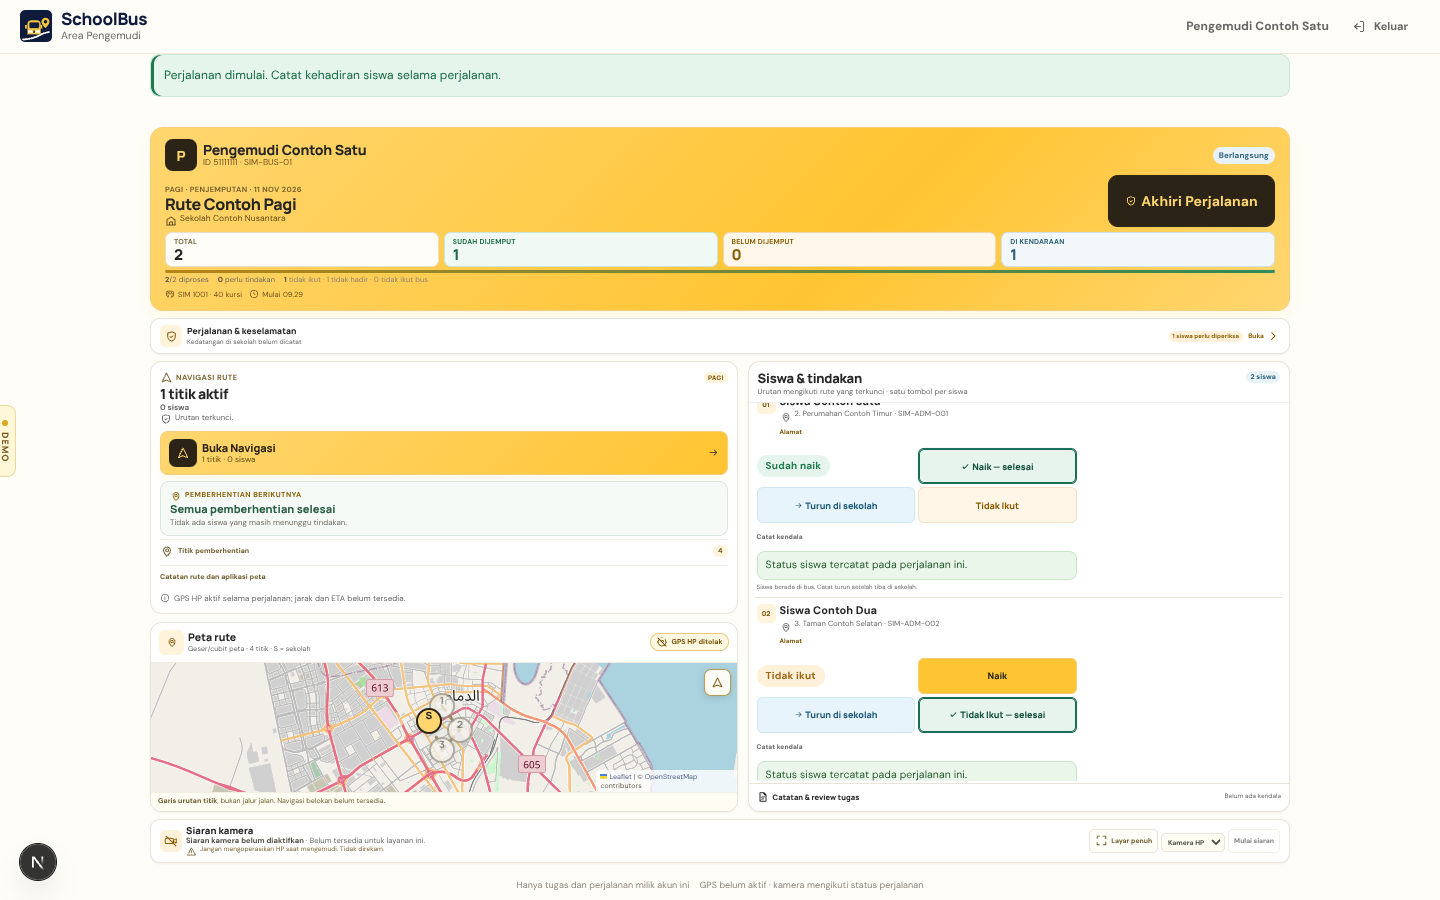 SchoolBus
Area Pengemudi
Pengemudi Contoh Satu
Keluar
Perjalanan dimulai. Catat kehadiran siswa selama perjalanan.
P
Pengemudi Contoh Satu
ID 51111111 · SIM-BUS-01
Berlangsung
PAGI · PENJEMPUTAN · 11 NOV 2026
Rute Contoh Pagi
Sekolah Contoh Nusantara
Akhiri Perjalanan
TOTAL
2
SUDAH DIJEMPUT
1
BELUM DIJEMPUT
0
DI KENDARAAN
1
2/2 diproses 0 perlu tindakan 1 tidak ikut · 1 tidak hadir · 0 tidak ikut bus
SIM 1001 · 40 kursi Mulai 09.29
Perjalanan & keselamatan
Kedatangan di sekolah belum dicatat
1 siswa perlu diperiksa
Buka
DEMO
NAVIGASI RUTE
PAGI
1 titik aktif
0 siswa
Urutan terkunci.
Buka Navigasi
1 titik · 0 siswa
PEMBERHENTIAN BERIKUTNYA
Semua pemberhentian selesai
Tidak ada siswa yang masih menunggu tindakan.
Titik pemberhentian
4
Catatan rute dan aplikasi peta
GPS HP aktif selama perjalanan; jarak dan ETA belum tersedia.
Peta rute
Geser/cubit peta · 4 titik · S = sekolah
GPS HP ditolak
613
الدما
1
S
2
3
605
Leaflet | © OpenStreetMap
contributors
Garis urutan titik, bukan jalur jalan. Navigasi belokan belum tersedia.
Siswa & tindakan
2 siswa
Urutan mengikuti rute yang terkunci · satu tombol per siswa
01
Siswa Contoh Satu
2. Perumahan Contoh Timur · SIM-ADM-001
Alamat
Sudah naik
✓ Naik — selesai
→ Turun di sekolah
Tidak Ikut
Catat kendala
Status siswa tercatat pada perjalanan ini.
Siswa berada di bus. Catat turun setelah tiba di sekolah.
02
Siswa Contoh Dua
3. Taman Contoh Selatan · SIM-ADM-002
Alamat
Tidak ikut
Naik
→ Turun di sekolah
✓ Tidak Ikut — selesai
Catat kendala
Status siswa tercatat pada perjalanan ini.
Catatan & review tugas
Belum ada kendala
Siaran kamera
Siaran kamera belum diaktifkan · Belum tersedia untuk layanan ini.
Jangan mengoperasikan HP saat mengemudi. Tidak direkam.
Layar penuh
Kamera HP
Mulai siaran
N
Hanya tugas dan perjalanan milik akun ini GPS belum aktif · kamera mengikuti status perjalanan